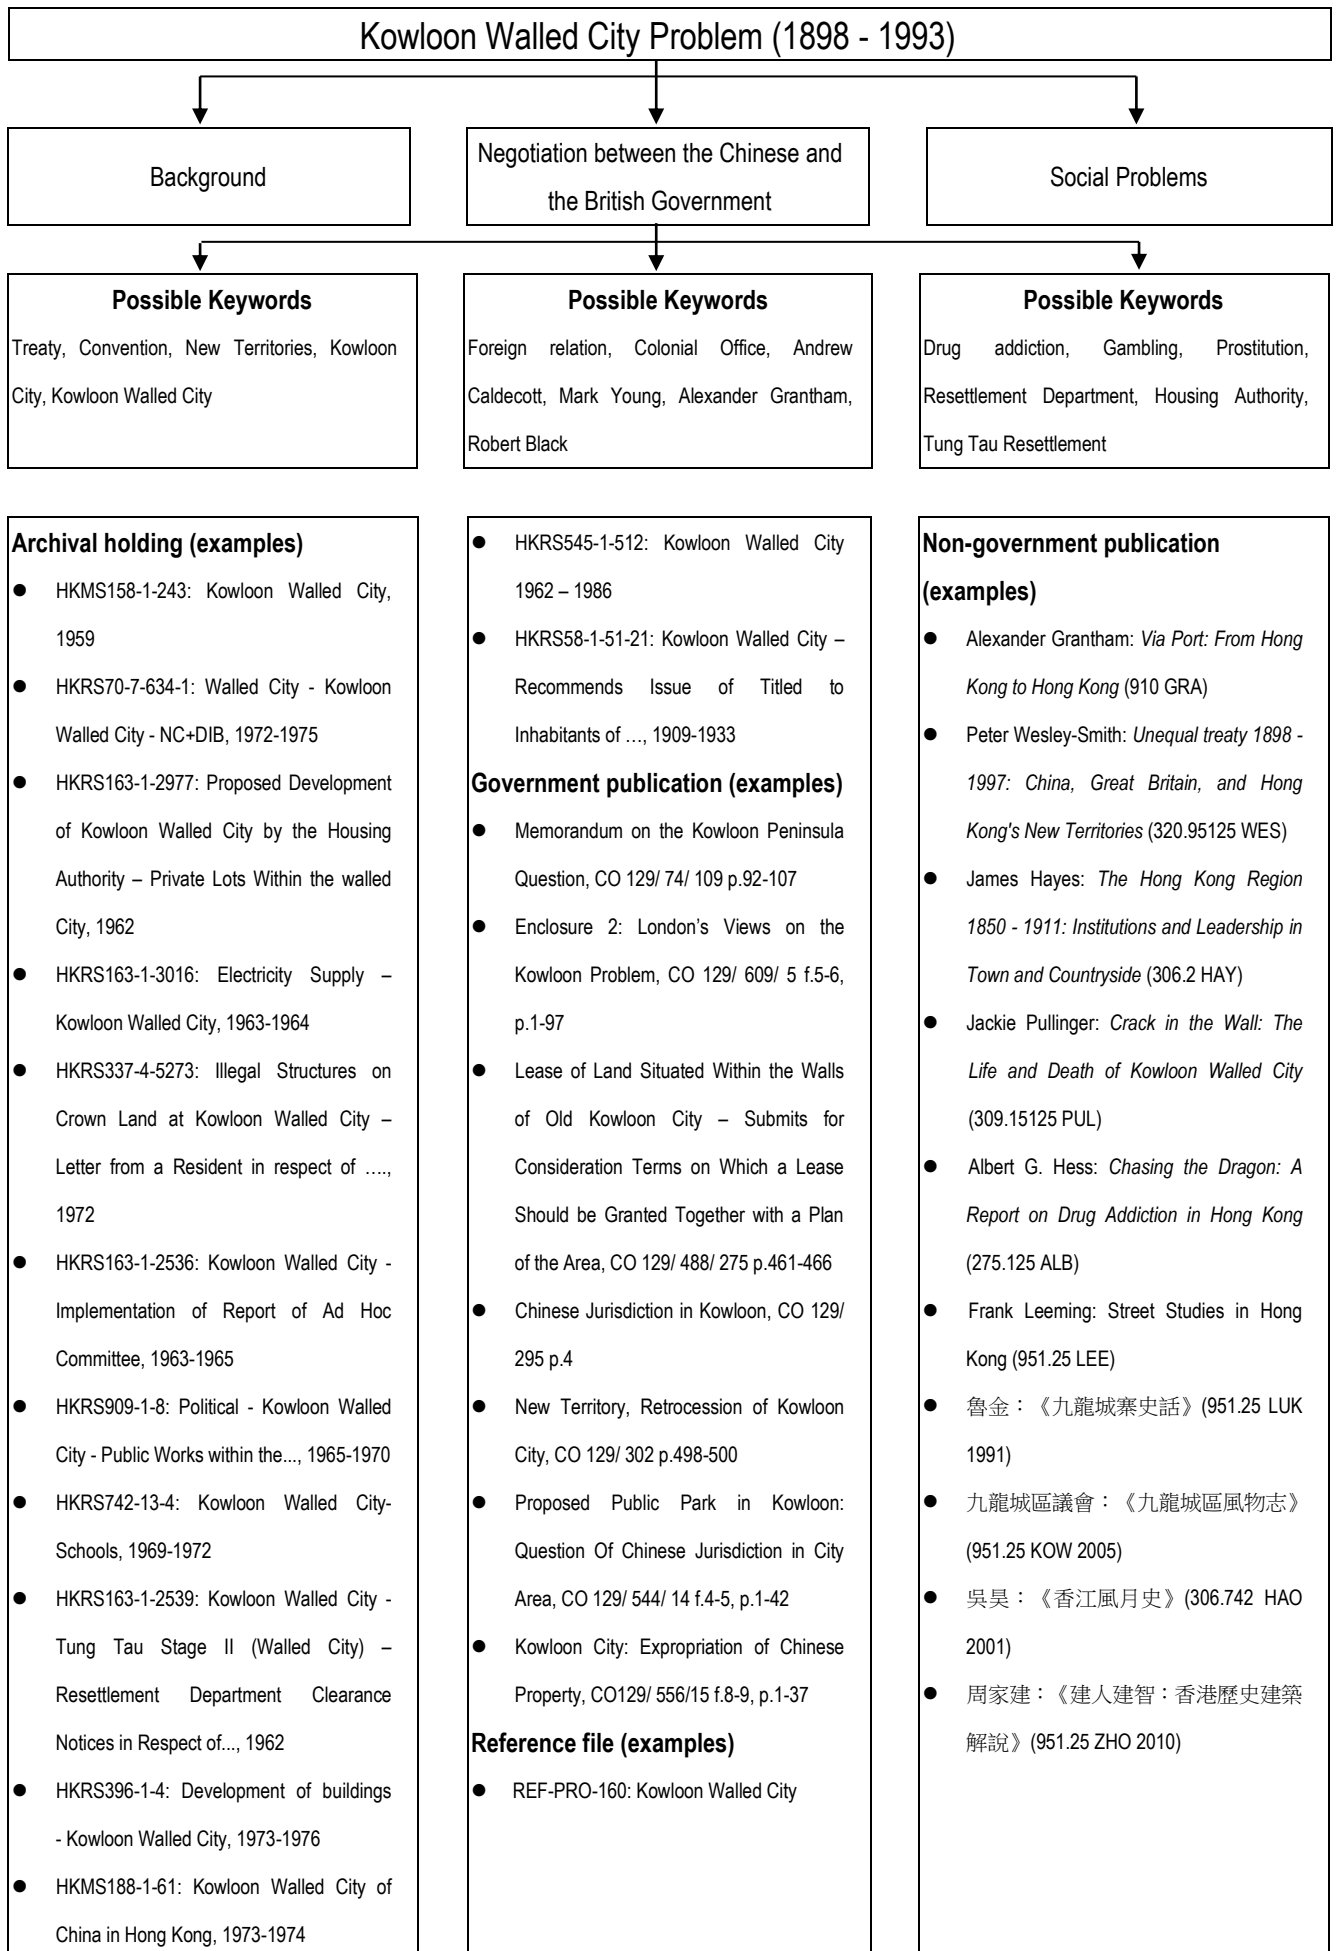 Kowloon Walled City Problem (1898 - 1993)
Background
Negotiation between the Chinese and
the British Government
Social Problems
Possible Keywords
Treaty, Convention, New Territories, Kowloon
City, Kowloon Walled City
Possible Keywords
Foreign relation, Colonial Office, Andrew
Caldecott, Mark Young, Alexander Grantham,
Robert Black
Possible Keywords
Drug addiction, Gambling, Prostitution,
Resettlement Department, Housing Authority,
Tung Tau Resettlement
Archival holding (examples)
● HKMS158-1-243: Kowloon Walled City,
1959
● HKRS70-7-634-1: Walled City - Kowloon
Walled City - NC+DIB, 1972-1975
● HKRS163-1-2977: Proposed Development
of Kowloon Walled City by the Housing
Authority – Private Lots Within the walled
City, 1962
● HKRS163-1-3016: Electricity Supply –
Kowloon Walled City, 1963-1964
● HKRS337-4-5273: Illegal Structures on
Crown Land at Kowloon Walled City –
Letter from a Resident in respect of ….,
1972
● HKRS163-1-2536: Kowloon Walled City -
Implementation of Report of Ad Hoc
Committee, 1963-1965
● HKRS909-1-8: Political - Kowloon Walled
City - Public Works within the..., 1965-1970
● HKRS742-13-4: Kowloon Walled City-
Schools, 1969-1972
● HKRS163-1-2539: Kowloon Walled City -
Tung Tau Stage II (Walled City) –
Resettlement Department Clearance
Notices in Respect of..., 1962
● HKRS396-1-4: Development of buildings
- Kowloon Walled City, 1973-1976
● HKMS188-1-61: Kowloon Walled City of
China in Hong Kong, 1973-1974
● HKRS545-1-512: Kowloon Walled City
1962 – 1986
● HKRS58-1-51-21: Kowloon Walled City –
Recommends Issue of Titled to
Inhabitants of …, 1909-1933
Government publication (examples)
● Memorandum on the Kowloon Peninsula
Question, CO 129/ 74/ 109 p.92-107
● Enclosure 2: London’s Views on the
Kowloon Problem, CO 129/ 609/ 5 f.5-6,
p.1-97
● Lease of Land Situated Within the Walls
of Old Kowloon City – Submits for
Consideration Terms on Which a Lease
Should be Granted Together with a Plan
of the Area, CO 129/ 488/ 275 p.461-466
● Chinese Jurisdiction in Kowloon, CO 129/
295 p.4
● New Territory, Retrocession of Kowloon
City, CO 129/ 302 p.498-500
● Proposed Public Park in Kowloon:
Question Of Chinese Jurisdiction in City
Area, CO 129/ 544/ 14 f.4-5, p.1-42
● Kowloon City: Expropriation of Chinese
Property, CO129/ 556/15 f.8-9, p.1-37
Reference file (examples)
● REF-PRO-160: Kowloon Walled City
Non-government publication
(examples)
● Alexander Grantham: Via Port: From Hong
Kong to Hong Kong (910 GRA)
● Peter Wesley-Smith: Unequal treaty 1898 -
1997: China, Great Britain, and Hong
Kong's New Territories (320.95125 WES)
● James Hayes: The Hong Kong Region
1850 - 1911: Institutions and Leadership in
Town and Countryside (306.2 HAY)
● Jackie Pullinger: Crack in the Wall: The
Life and Death of Kowloon Walled City
(309.15125 PUL)
● Albert G. Hess: Chasing the Dragon: A
Report on Drug Addiction in Hong Kong
(275.125 ALB)
● Frank Leeming: Street Studies in Hong
Kong (951.25 LEE)
● 魯金：《九龍城寨史話》(951.25 LUK
1991)
● 九龍城區議會：《九龍城區風物志》
(951.25 KOW 2005)
● 吳昊：《香江風月史》(306.742 HAO
2001)
● 周家建：《建人建智：香港歷史建築
解說》(951.25 ZHO 2010)